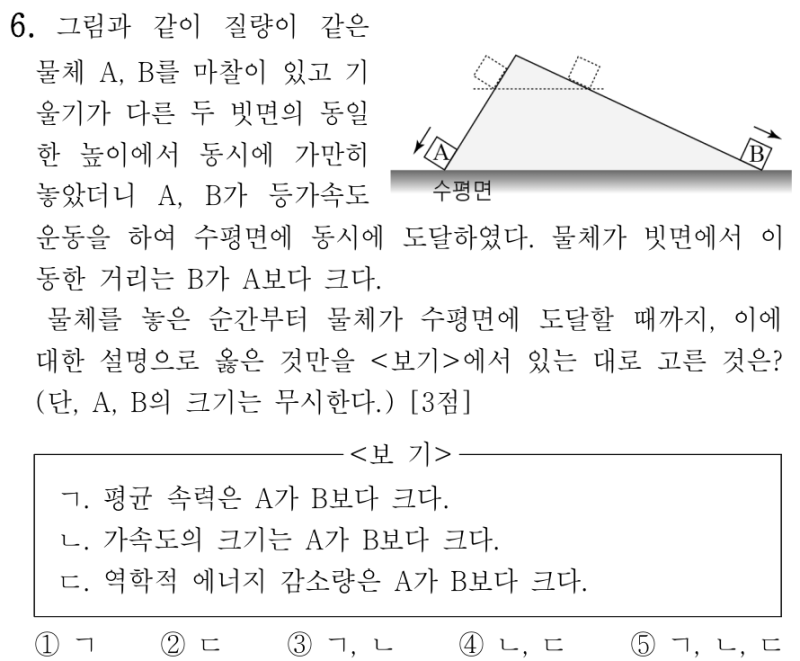 6. 그림과 같이 질량이 같은
물체 A, B를 마찰이 있고 기
울기가 다른 두 빗면의 동일
한 높이에서 동시에 가만히
놓았더니 A, B가 등가속도
운동을 하여 수평면에 동시에 도달하였다. 물체가 빗면에서 이
동한 거리는 B가 A보다 크다.
A
B
수평면
물체를 놓은 순간부터 물체가 수평면에 도달할 때까지, 이에
대한 설명으로 옳은 것만을 <보기>에서 있는 대로 고른 것은?
(단, A, B의 크기는 무시한다.) [3점]
<보 기>
ㄱ. 평균 속력은 A가 B보다 크다.
ㄴ. 가속도의 크기는 A가 B보다 크다.
ㄷ. 역학적 에너지 감소량은 A가 B보다 크다.
① ㄱ ② ㄷ ③ ㄱ, ㄴ ④ ㄴ, ㄷ ⑤ ㄱ, ㄴ, ㄷ